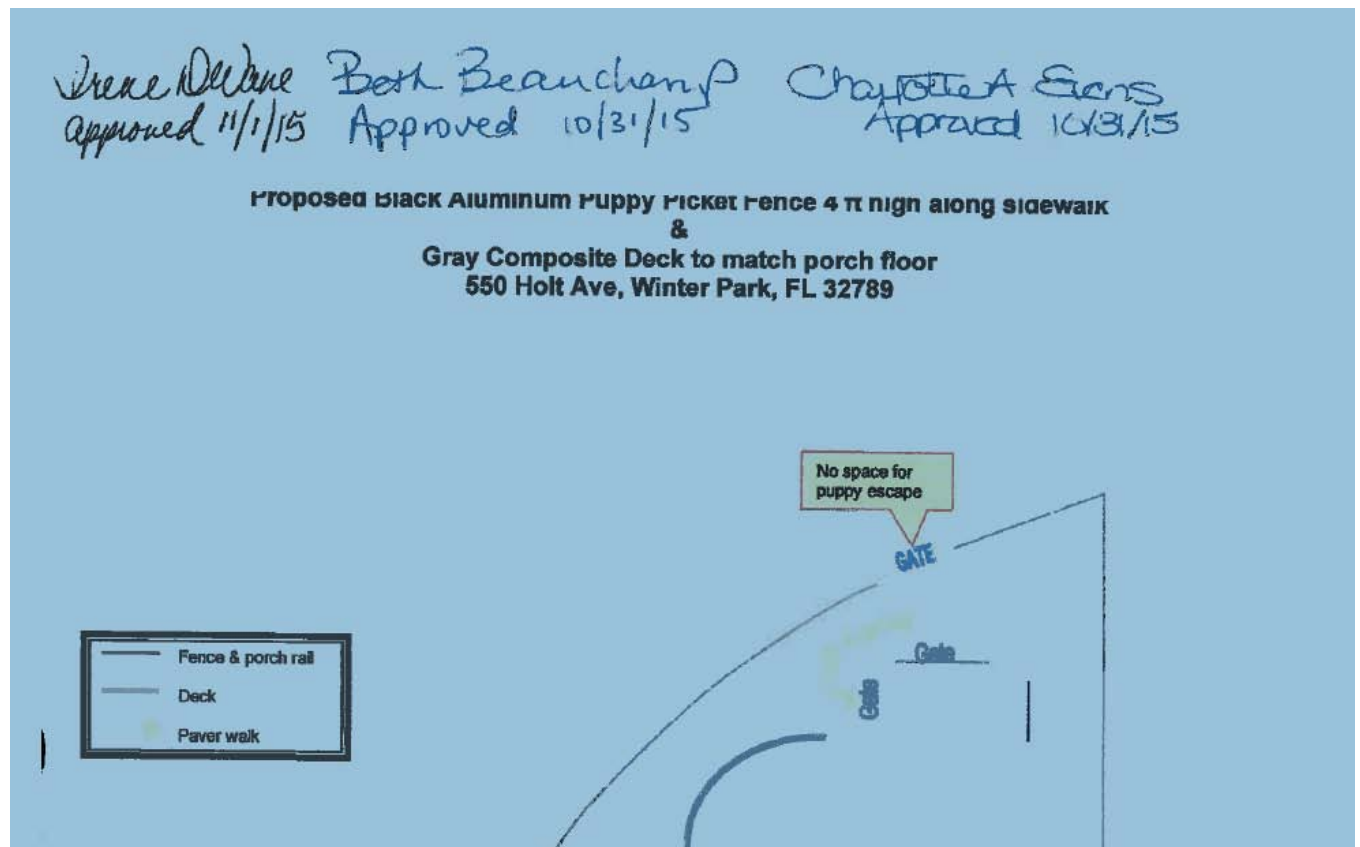 Irene DeVane Beth Beauchamp Charlotte A
approved 11/1/15 Approved 10/31/15 Approved 10/31/15
Proposed Black Aluminum Puppy Picket Fence 4 ft high along sidewalk
&
Gray Composite Deck to match porch floor
550 Holt Ave, Winter Park, FL 32789
No space for
puppy escape
GATE
Gate
Gate
Fence & porch rail
Deck
Paver walk